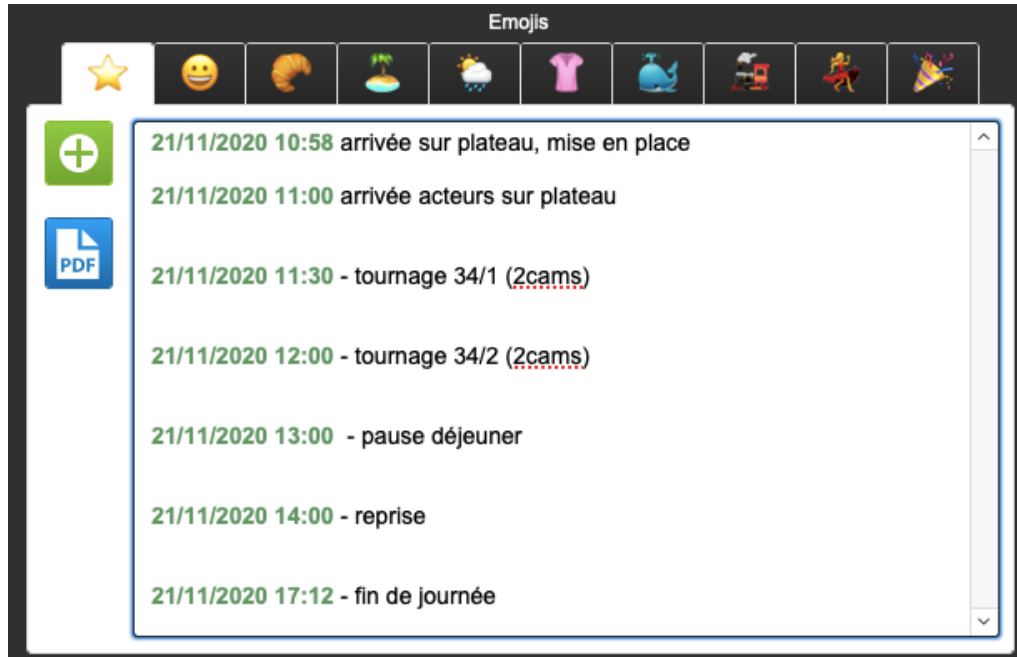 Emojis
21/11/2020 10:58 arrivée sur plateau, mise en place
21/11/2020 11:00 arrivée acteurs sur plateau
PDF
21/11/2020 11:30 - tournage 34/1 (2cams)
21/11/2020 12:00 - tournage 34/2 (2cams)
21/11/2020 13:00 - pause déjeuner
21/11/2020 14:00 - reprise
21/11/2020 17:12 - fin de journée